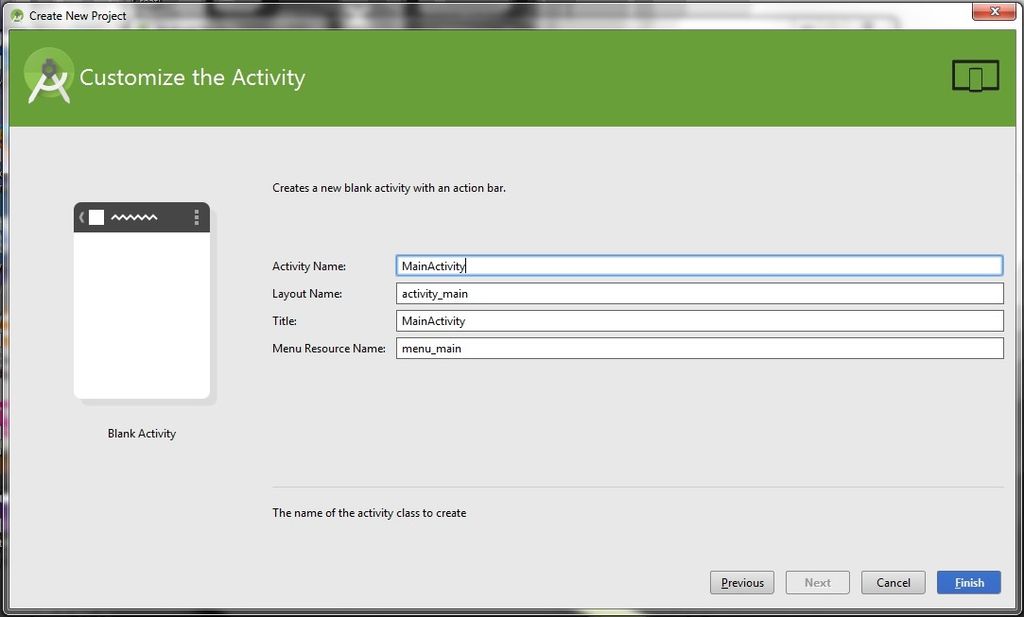 Create New Project
Customize the Activity
Creates a new blank activity with an action bar.
Activity Name: MainActivity
Layout Name: activity_main
Title: MainActivity
Menu Resource Name: menu_main
Blank Activity
The name of the activity class to create
Previous Next Cancel Finish